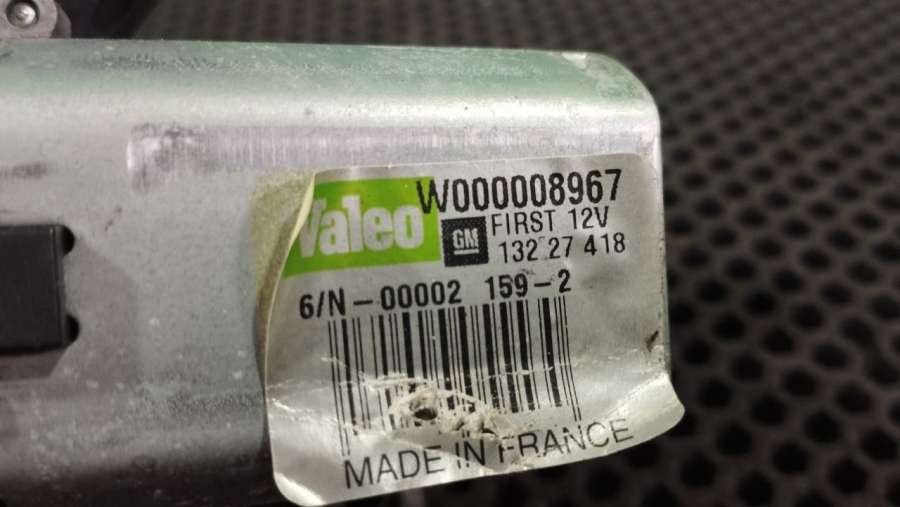 Valeo W000008967
GM FIRST 12V
132 27 418
6/N-00002 159-2
MADE IN FRANCE